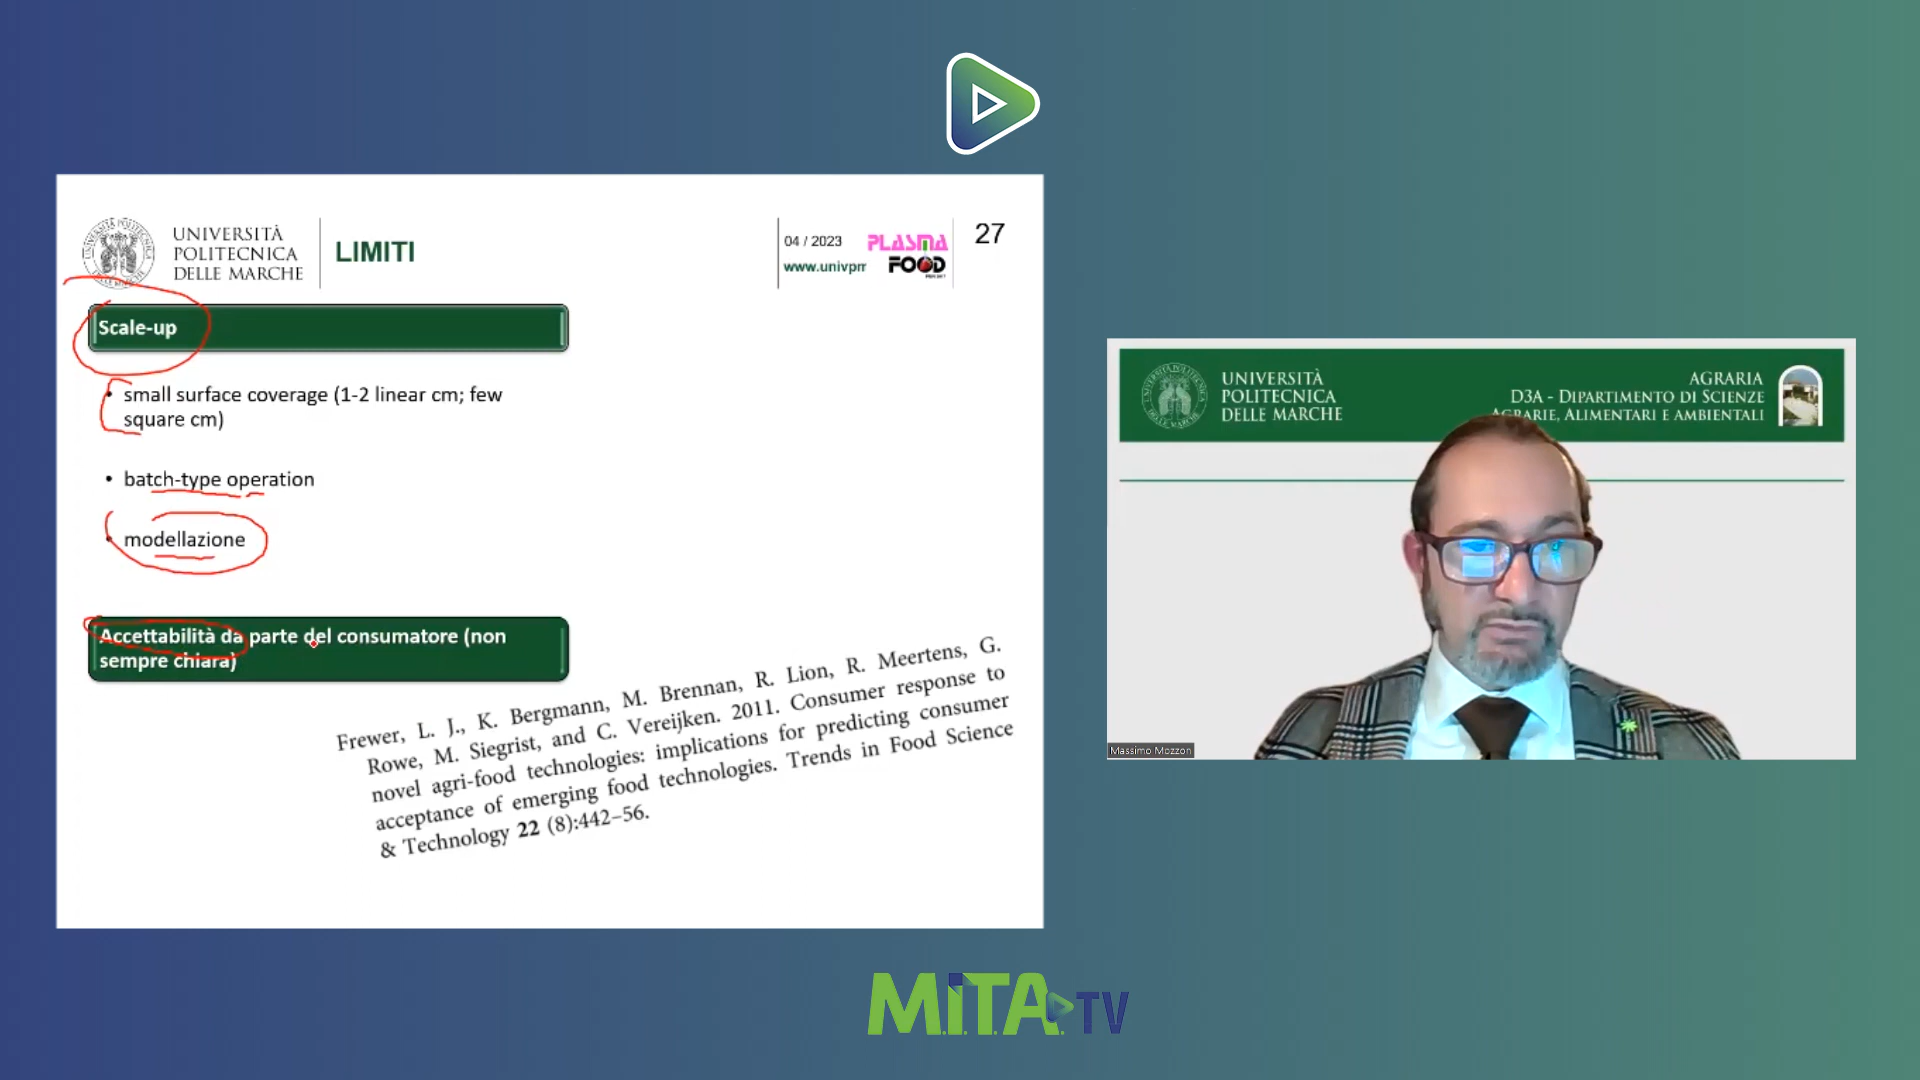 UNIVERSITÀ
POLITECNICA
DELLE MARCHE
LIMITI
04 / 2023
www.univpm
PLASMA
FOOD
27
Scale-up
• small surface coverage (1-2 linear cm; few
square cm)
• batch-type operation
• modellazione
Accettabilità da parte del consumatore (non
sempre chiara)
Frewer, L. J., K. Bergmann, M. Brennan, R. Lion, R. Meertens, G.
Rowe, M. Siegrist, and C. Vereijken. 2011. Consumer response to
novel agri-food technologies: implications for predicting consumer
acceptance of emerging food technologies. Trends in Food Science
& Technology 22 (8):442–56.
UNIVERSITÀ
POLITECNICA
DELLE MARCHE
AGRARIA
D3A - DIPARTIMENTO DI SCIENZE
AGRARIE, ALIMENTARI E AMBIENTALI
Massimo Mozzon
M.I.T.A. TV